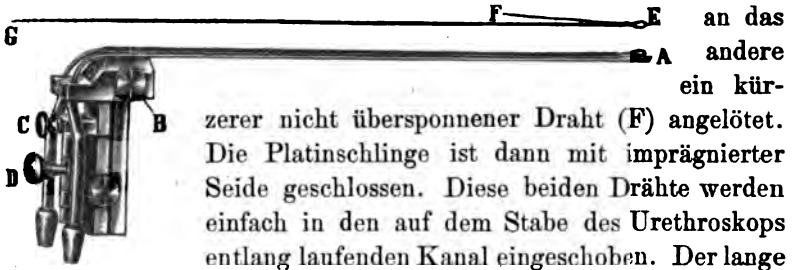 F E an das
G
A andere
ein kür-
C B zerer nicht übersponnener Draht (F) angelötet.
Die Platinschlinge ist dann mit imprägnierter
D Seide geschlossen. Diese beiden Drähte werden
einfach in den auf dem Stabe des Urethroskops
entlang laufenden Kanal eingeschoben. Der lange